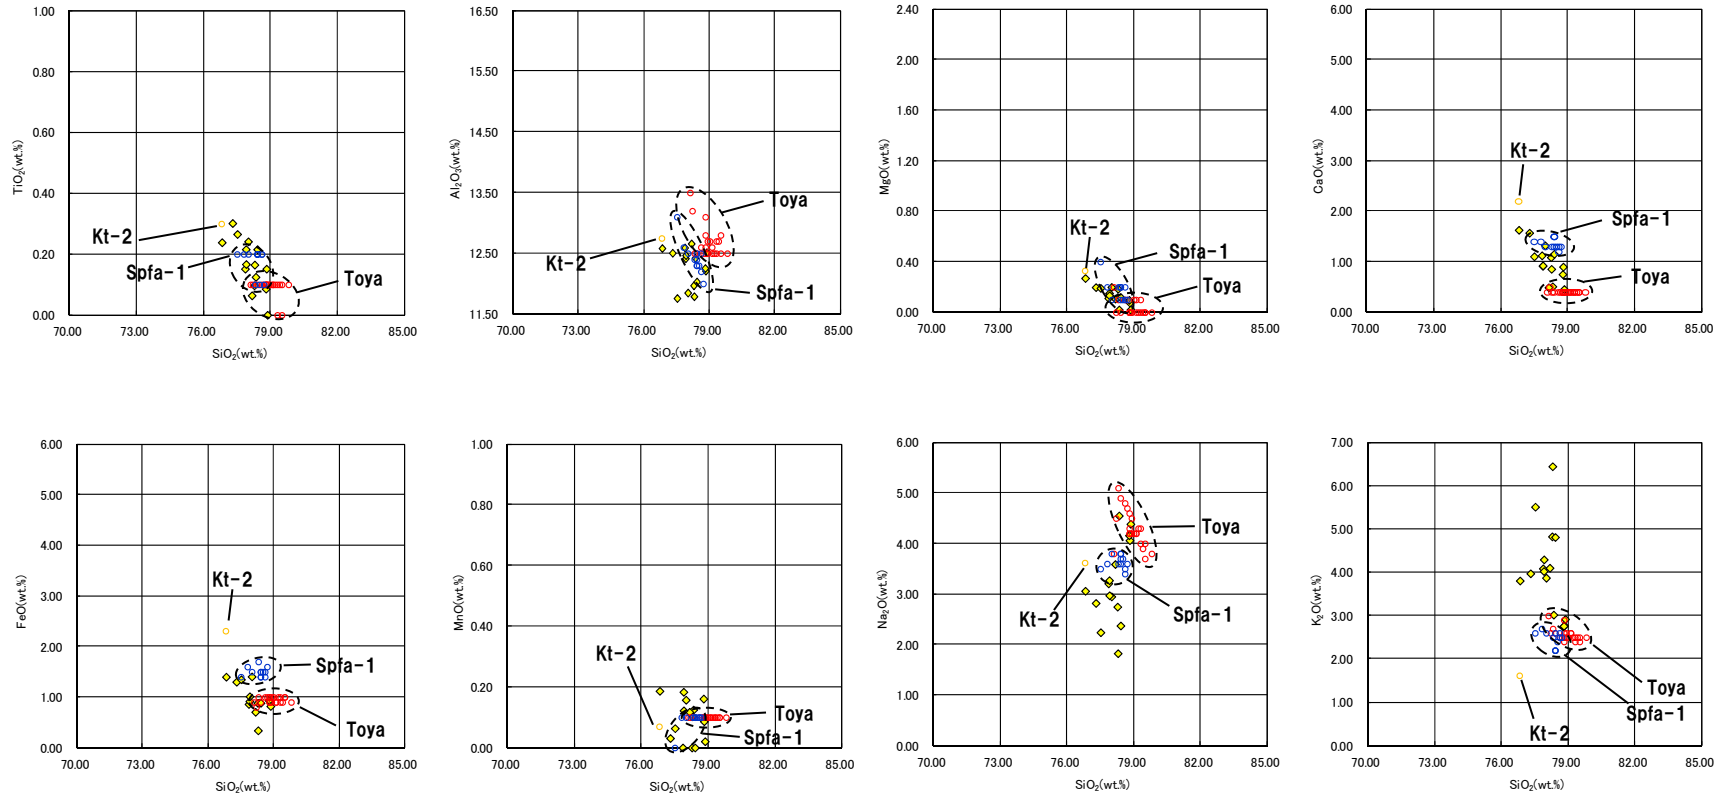 1.00
0.80
0.60
0.40
0.20
0.00
TiO₂(wt.%)
70.00 73.00 76.00 79.00 82.00 85.00
SiO₂(wt.%)
Kt-2
Spfa-1
Toya
16.50
15.50
14.50
13.50
12.50
11.50
Al₂O₃(wt.%)
70.00 73.00 76.00 79.00 82.00 85.00
SiO₂(wt.%)
Toya
Kt-2
Spfa-1
2.40
2.00
1.60
1.20
0.80
0.40
0.00
MgO(wt.%)
70.00 73.00 76.00 79.00 82.00 85.00
SiO₂(wt.%)
Kt-2
Spfa-1
Toya
6.00
5.00
4.00
3.00
2.00
1.00
0.00
CaO(wt.%)
70.00 73.00 76.00 79.00 82.00 85.00
SiO₂(wt.%)
Kt-2
Spfa-1
Toya
6.00
5.00
4.00
3.00
2.00
1.00
0.00
FeO(wt.%)
70.00 73.00 76.00 79.00 82.00 85.00
SiO₂(wt.%)
Kt-2
Spfa-1
Toya
1.00
0.80
0.60
0.40
0.20
0.00
MnO(wt.%)
70.00 73.00 76.00 79.00 82.00 85.00
SiO₂(wt.%)
Kt-2
Toya
Spfa-1
6.00
5.00
4.00
3.00
2.00
1.00
0.00
Na₂O(wt.%)
70.00 73.00 76.00 79.00 82.00 85.00
SiO₂(wt.%)
Toya
Kt-2
Spfa-1
7.00
6.00
5.00
4.00
3.00
2.00
1.00
0.00
K₂O(wt.%)
70.00 73.00 76.00 79.00 82.00 85.00
SiO₂(wt.%)
Toya
Spfa-1
Kt-2